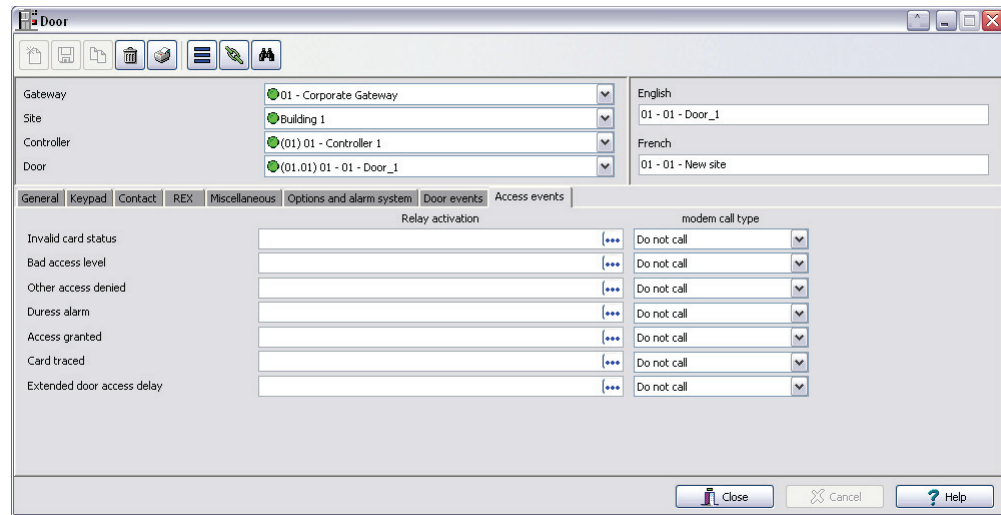 Door
Gateway
01 - Corporate Gateway
Site
Building 1
Controller
(01) 01 - Controller 1
Door
(01.01) 01 - 01 - Door_1
English
01 - 01 - Door_1
French
01 - 01 - New site
General Keypad Contact REX Miscellaneous Options and alarm system Door events Access events
Relay activation modem call type
Invalid card status Do not call
Bad access level Do not call
Other access denied Do not call
Duress alarm Do not call
Access granted Do not call
Card traced Do not call
Extended door access delay Do not call
Close Cancel Help